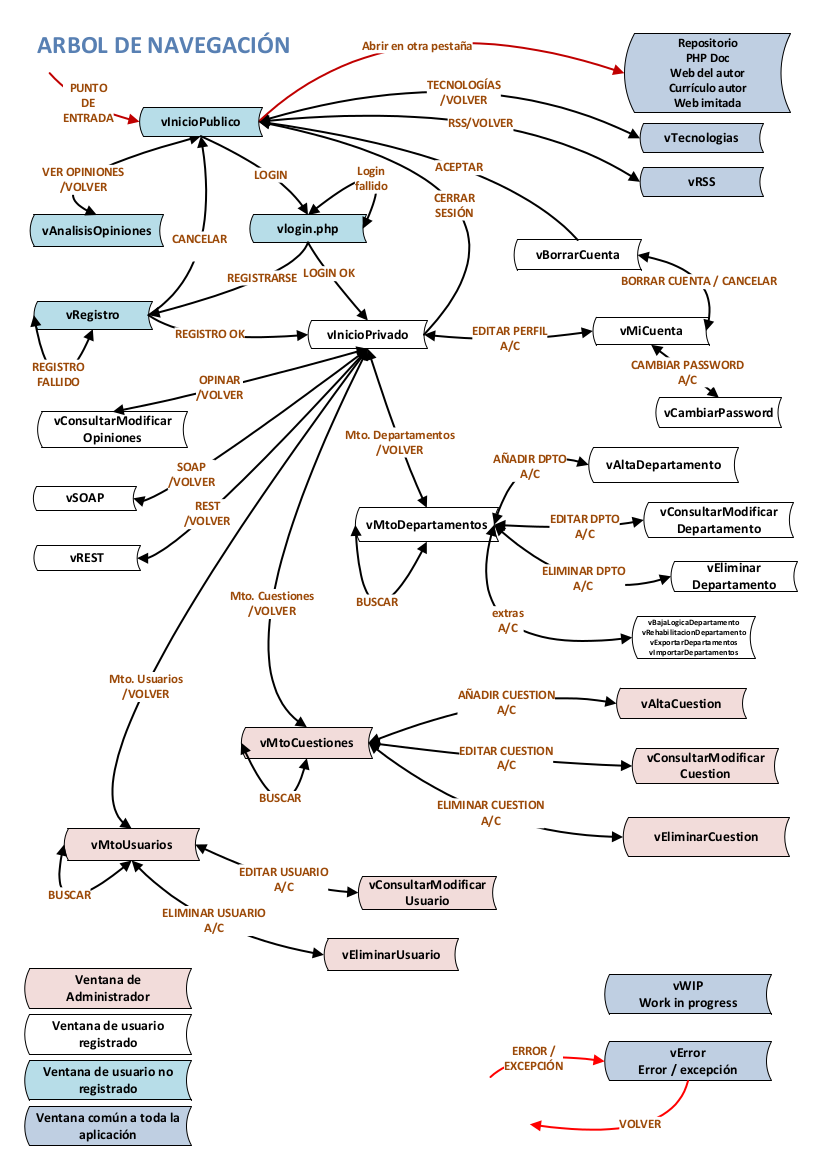 ARBOL DE NAVEGACIÓN
Abrir en otra pestaña
Repositorio
PHP Doc
Web del autor
Currículo autor
Web imitada
PUNTO
DE
ENTRADA
vInicioPublico
TECNOLOGÍAS
/VOLVER
RSS/VOLVER
vTecnologias
vRSS
VER OPINIONES
/VOLVER
LOGIN
Login
fallido
ACEPTAR
CERRAR
SESIÓN
vAnalisisOpiniones
CANCELAR
vlogin.php
vBorrarCuenta
REGISTRARSE
LOGIN OK
BORRAR CUENTA / CANCELAR
vRegistro
REGISTRO OK
vInicioPrivado
EDITAR PERFIL
A/C
vMiCuenta
REGISTRO
FALLIDO
CAMBIAR PASSWORD
A/C
OPINAR
/VOLVER
vConsultarModificar
Opiniones
vCambiarPassword
Mto. Departamentos
/VOLVER
SOAP
/VOLVER
vSOAP
REST
/VOLVER
vREST
AÑADIR DPTO
A/C
vAltaDepartamento
vMtoDepartamentos
EDITAR DPTO
A/C
vConsultarModificar
Departamento
ELIMINAR DPTO
A/C
vEliminar
Departamento
BUSCAR
extras
A/C
vBajaLogicaDepartamento
vRehabilitacionDepartamento
vExportarDepartamentos
vImportarDepartamentos
Mto. Cuestiones
/VOLVER
Mto. Usuarios
/VOLVER
AÑADIR CUESTION
A/C
vAltaCuestion
vMtoCuestiones
EDITAR CUESTION
A/C
vConsultarModificar
Cuestion
BUSCAR
ELIMINAR CUESTION
A/C
vEliminarCuestion
vMtoUsuarios
BUSCAR
EDITAR USUARIO
A/C
vConsultarModificar
Usuario
ELIMINAR USUARIO
A/C
vEliminarUsuario
Ventana de
Administrador
Ventana de usuario
registrado
Ventana de usuario no
registrado
Ventana común a toda la
aplicación
vWIP
Work in progress
ERROR /
EXCEPCIÓN
vError
Error / excepción
VOLVER